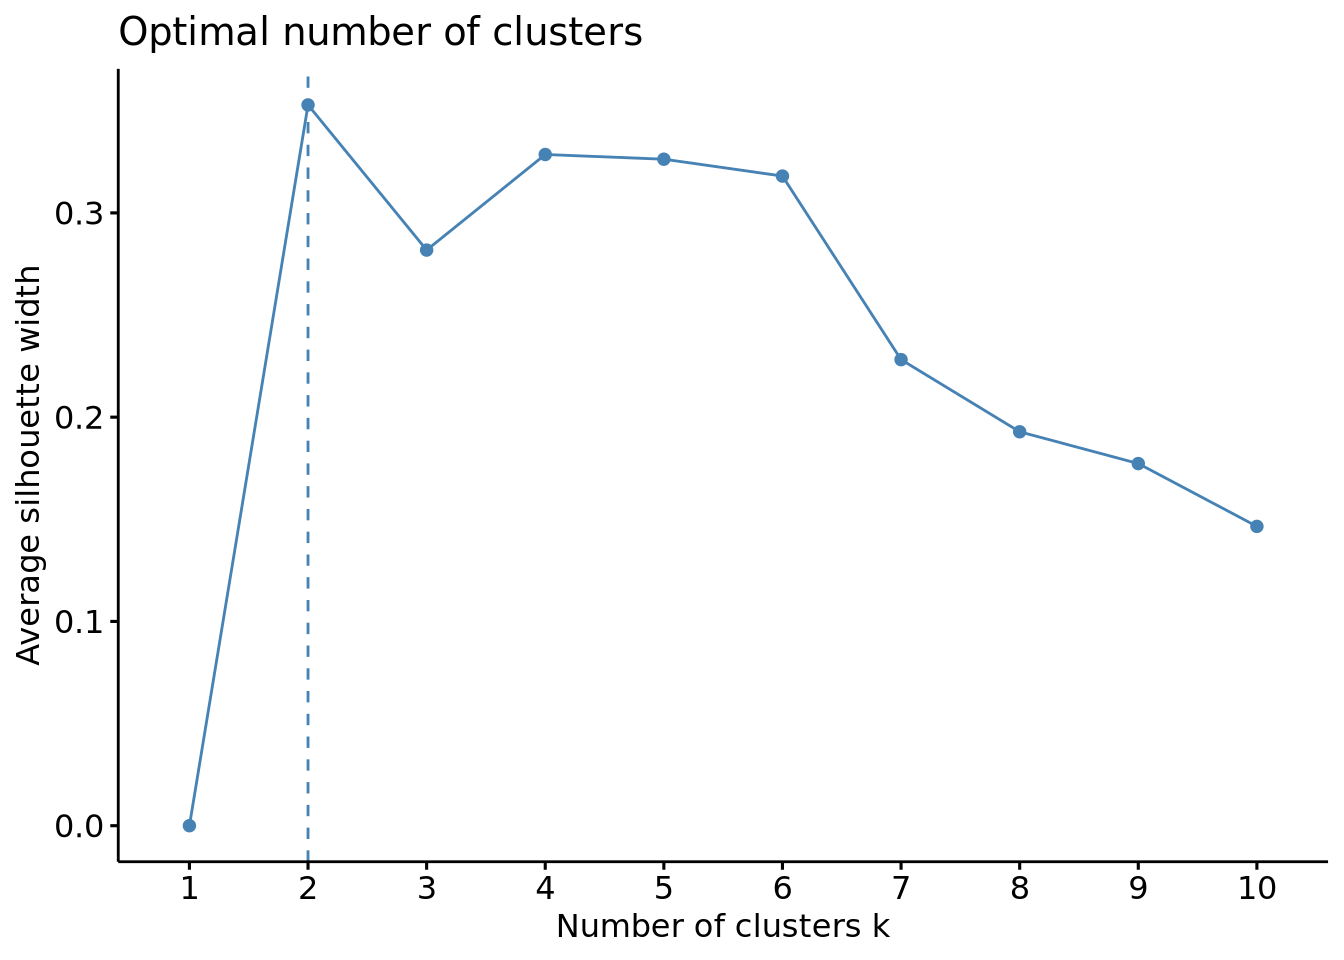 Optimal number of clusters
Average silhouette width
0.3
0.2
0.1
0.0
1 2 3 4 5 6 7 8 9 10
Number of clusters k